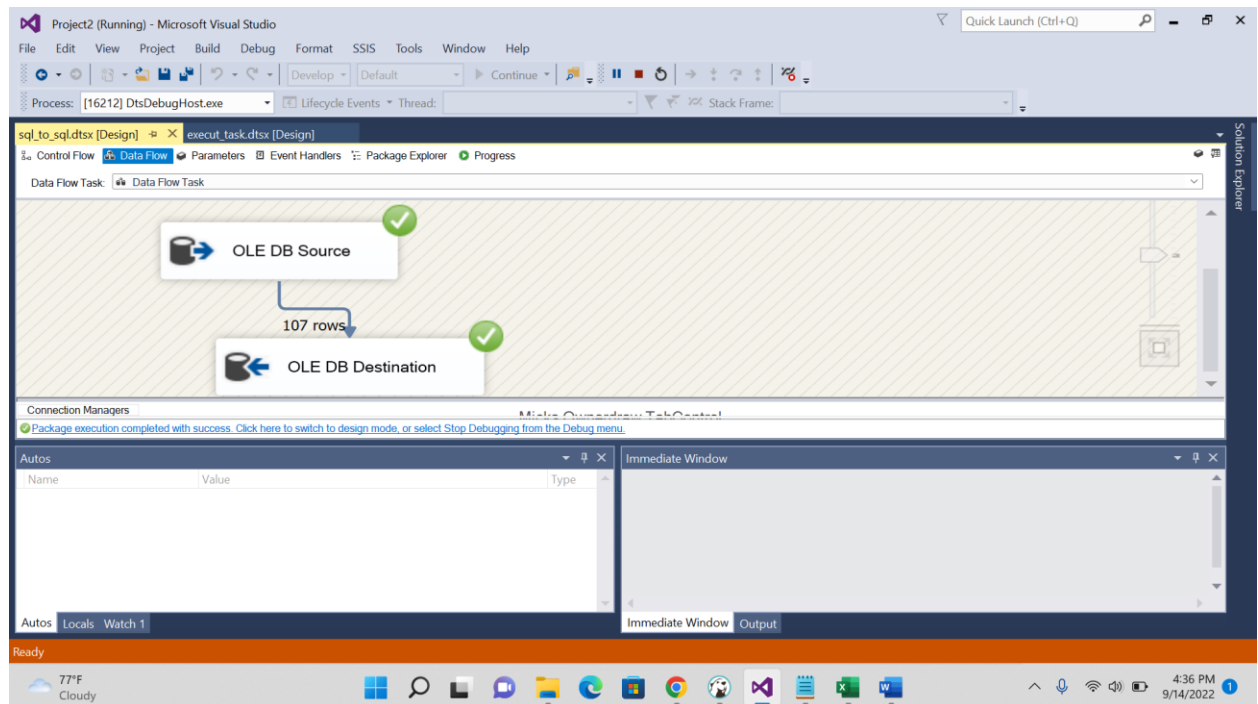 Project2 (Running) - Microsoft Visual Studio
Quick Launch (Ctrl+Q)
File Edit View Project Build Debug Format SSIS Tools Window Help
Develop Default Continue
Process: [16212] DtsDebugHost.exe Lifecycle Events Thread: Stack Frame:
sql_to_sql.dtsx [Design] execut_task.dtsx [Design]
Control Flow Data Flow Parameters Event Handlers Package Explorer Progress
Data Flow Task: Data Flow Task
OLE DB Source
107 rows
OLE DB Destination
Connection Managers
Package execution completed with success. Click here to switch to design mode, or select Stop Debugging from the Debug menu.
Autos
Name Value Type
Immediate Window
Autos Locals Watch 1
Immediate Window Output
Solution Explorer
Ready
77°F
Cloudy
4:36 PM
9/14/2022
1